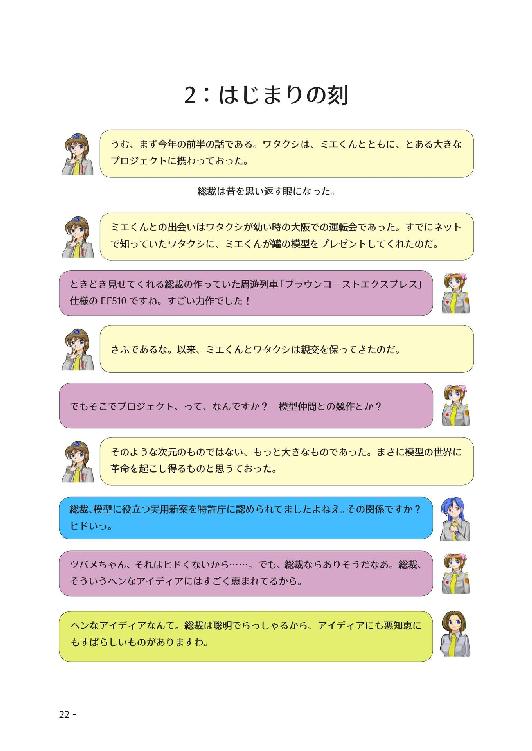 2：はじまりの刻
うむ、まず今年の前半の話である。ワタクシは、ミエくんとともに、とある大きな
プロジェクトに携わっておった。
総裁は昔を思い返す眼になった。
ミエくんとの出会いはワタクシが幼い時の大阪での運転会であった。すでにネット
で知っていたワタクシに、ミエくんが鑵の模型をプレゼントしてくれたのだ。
ときどき見せてくれる総裁の作っていた周遊列車「ブラウンコーストエクスプレス」
仕様の EF510 ですね。すごい力作でした！
さふであるな。以来、ミエくんとワタクシは親交を保ってきたのだ。
でもそこでプロジェクト、って、なんですか？　模型仲間との競作とか？
そのような次元のものではない、もっと大きなものであった。まさに模型の世界に
革命を起こし得るものと思うておった。
総裁、模型に役立つ実用新案を特許庁に認められてましたよねえ。その関係ですか？
ヒドいっ。
ツバメちゃん、それはヒドくないから……。でも、総裁ならありそうだなあ。総裁、
そういうヘンなアイディアにはすごく恵まれてるから。
ヘンなアイディアなんて。総裁は聡明でらっしゃるから、アイディアにも悪知恵に
もすばらしいものがありますわ。
22 -